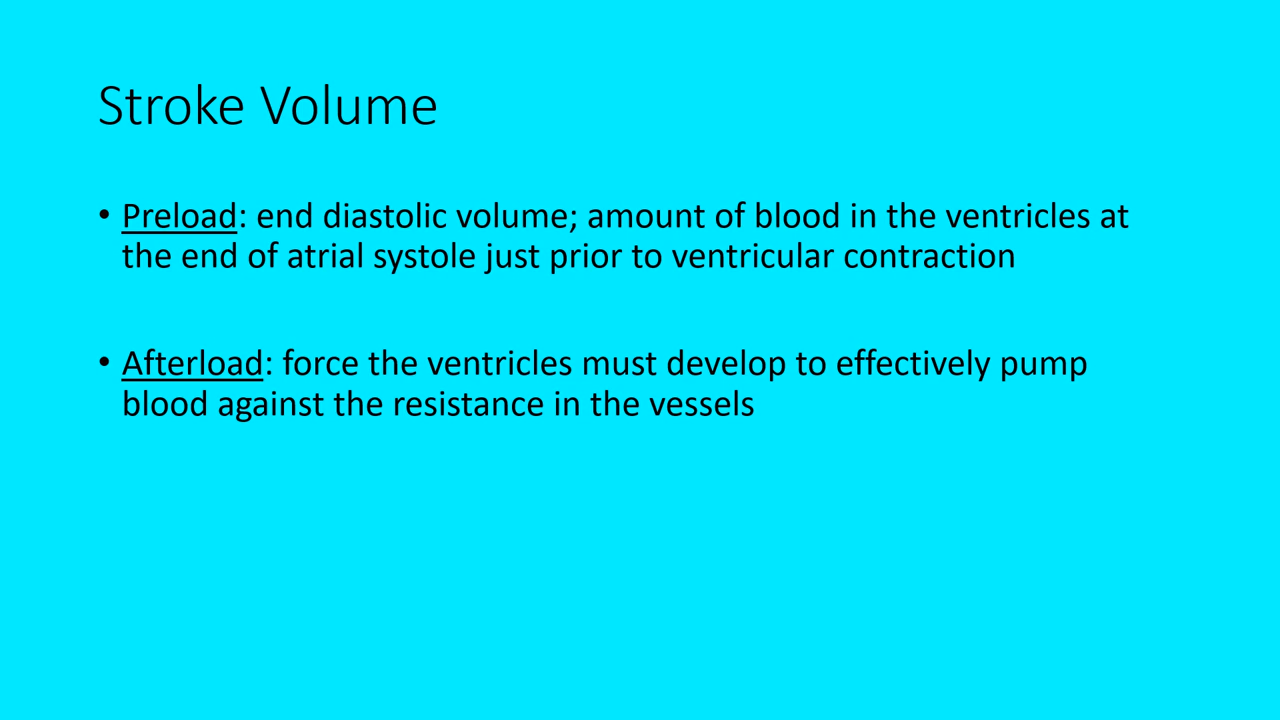 Stroke Volume
• Preload: end diastolic volume; amount of blood in the ventricles at
the end of atrial systole just prior to ventricular contraction
• Afterload: force the ventricles must develop to effectively pump
blood against the resistance in the vessels